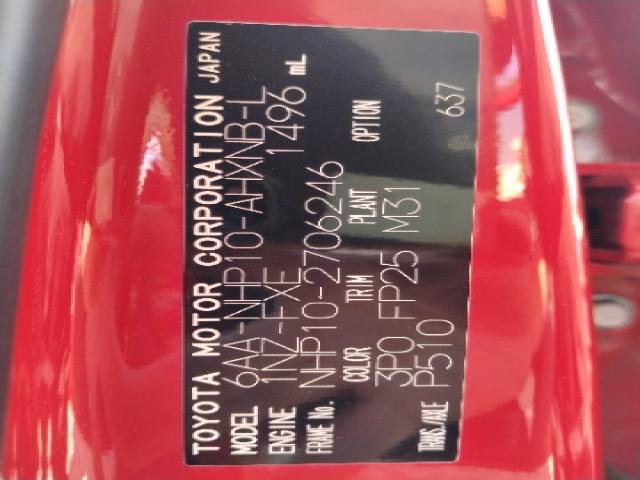 TOYOTA MOTOR CORPORATION JAPAN
MODEL 6AA-NHP10-AHXNB-L
ENGINE 1NZ-FXE 1496 mL
FRAME No. NHP10-2706246
COLOR TRIM PLANT OPTION
3P0 FP25 M31
TRANS./AXLE P510 637